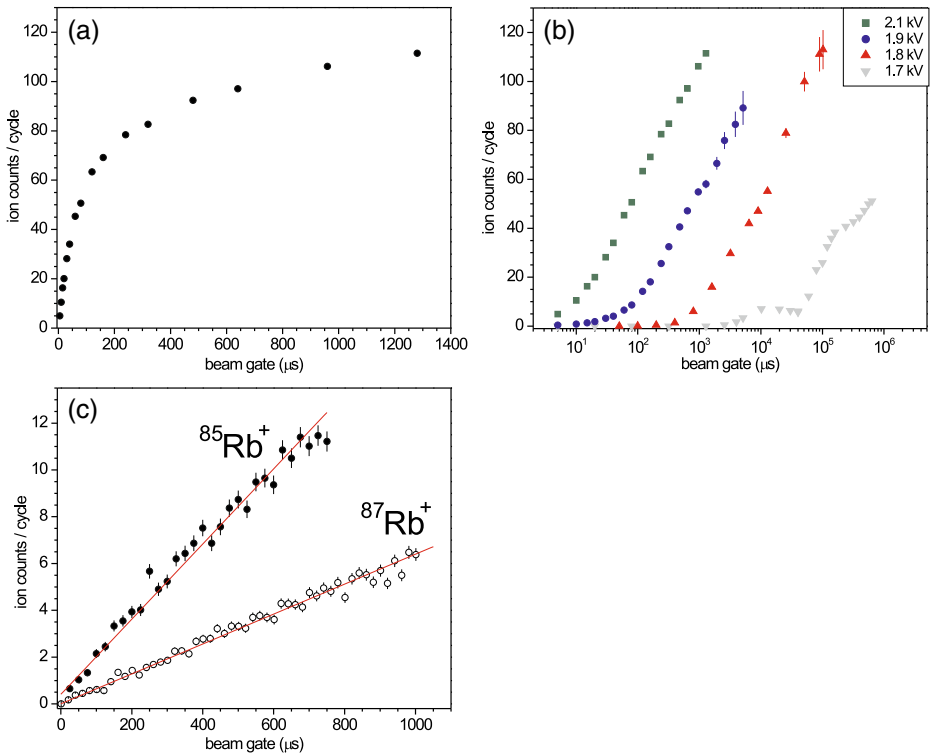 (a)
ion counts / cycle
120
100
80
60
40
20
0
0 200 400 600 800 1000 1200 1400
beam gate (μs)
(b)
2.1 kV
1.9 kV
1.8 kV
1.7 kV
ion counts / cycle
120
100
80
60
40
20
0
10¹ 10² 10³ 10⁴ 10⁵ 10⁶
beam gate (μs)
(c)
⁸⁵Rb⁺
⁸⁷Rb⁺
ion counts / cycle
12
10
8
6
4
2
0
0 200 400 600 800 1000
beam gate (μs)